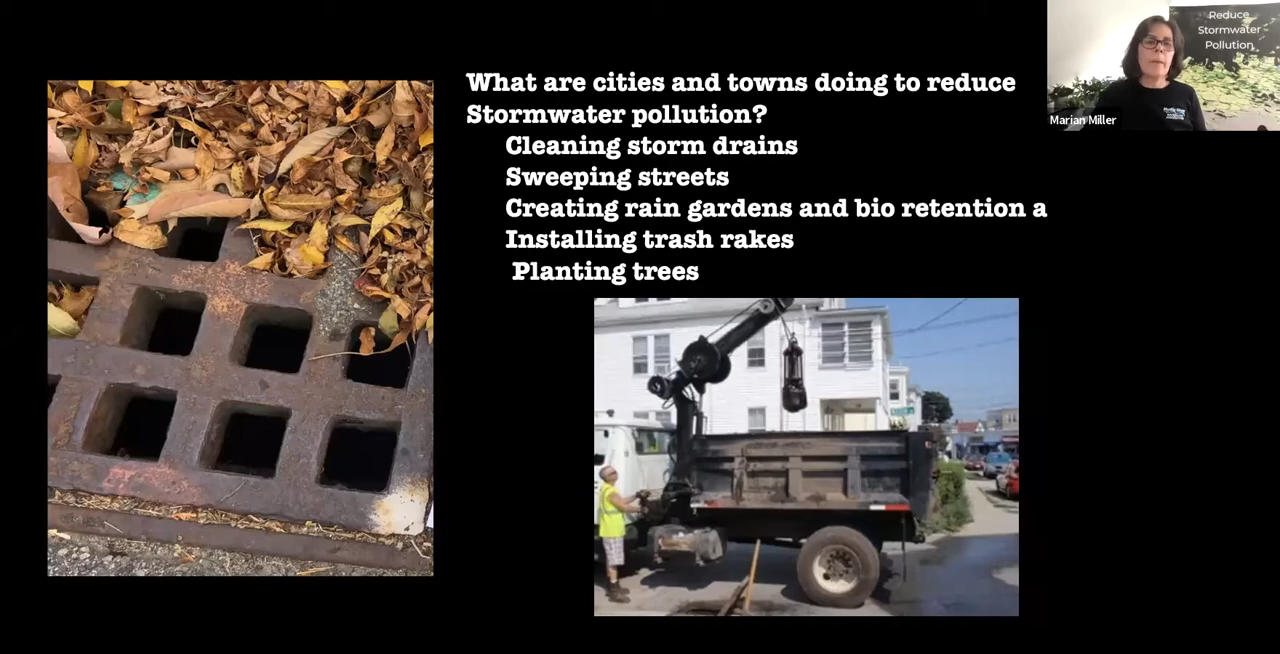 What are cities and towns doing to reduce
Stormwater pollution?
Cleaning storm drains
Sweeping streets
Creating rain gardens and bio retention a
Installing trash rakes
Planting trees
Reduce
Stormwater
Pollution
Marian Miller